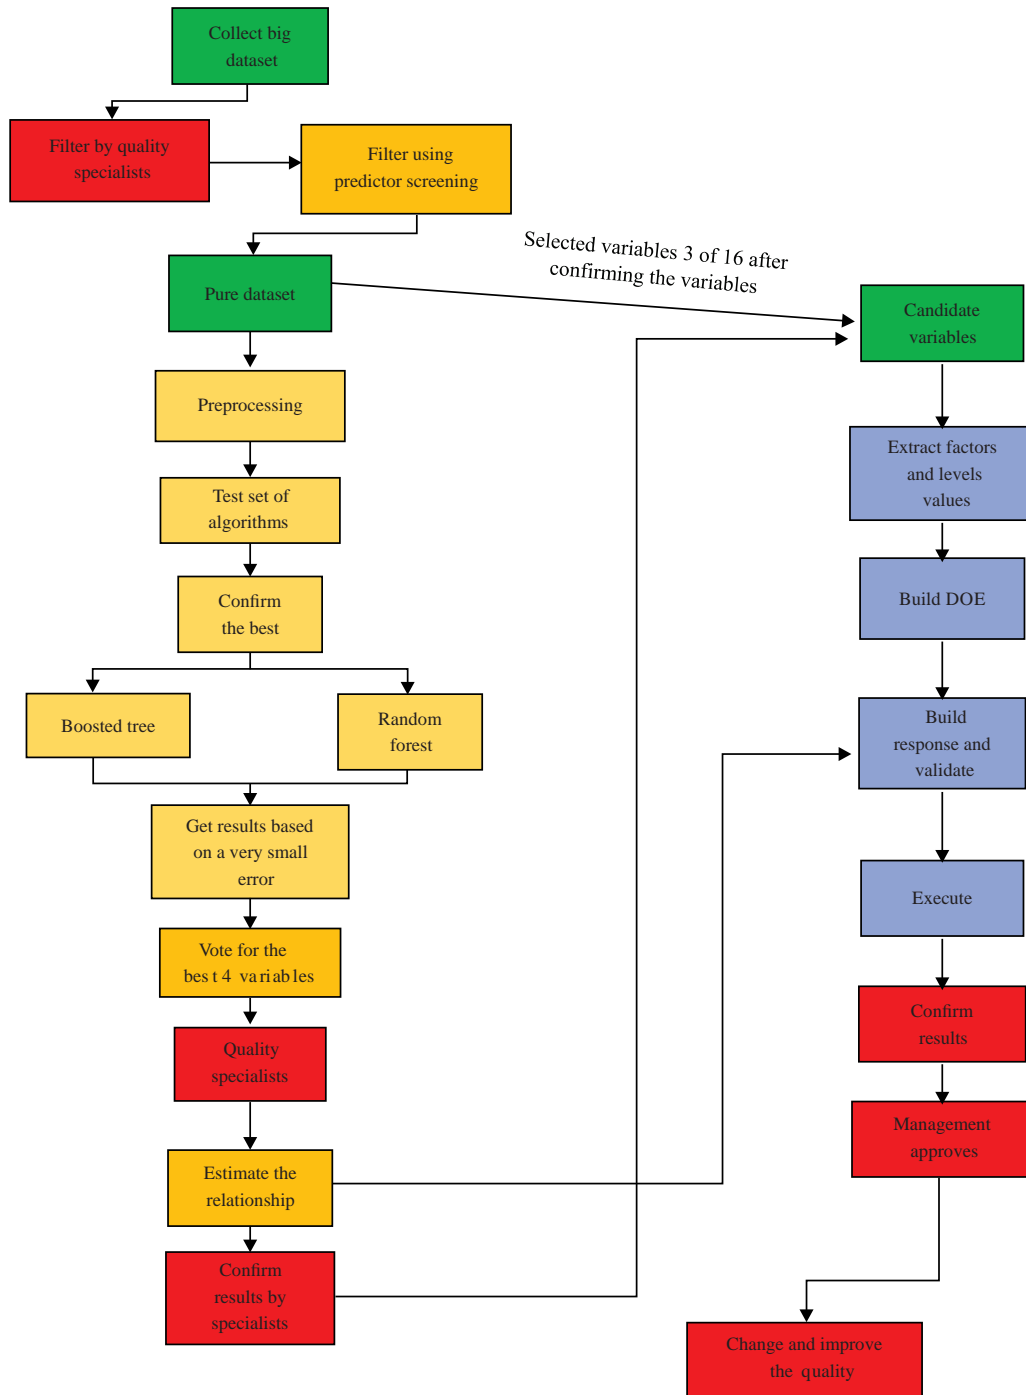 Collect big
dataset
Filter by quality
specialists
Filter using
predictor screening
Selected variables 3 of 16 after
confirming the variables
Pure dataset
Candidate
variables
Preprocessing
Test set of
algorithms
Confirm
the best
Boosted tree
Random
forest
Get results based
on a very small
error
Vote for the
best 4 variables
Quality
specialists
Estimate the
relationship
Confirm
results by
specialists
Extract factors
and levels
values
Build DOE
Build
response and
validate
Execute
Confirm
results
Management
approves
Change and improve
the quality